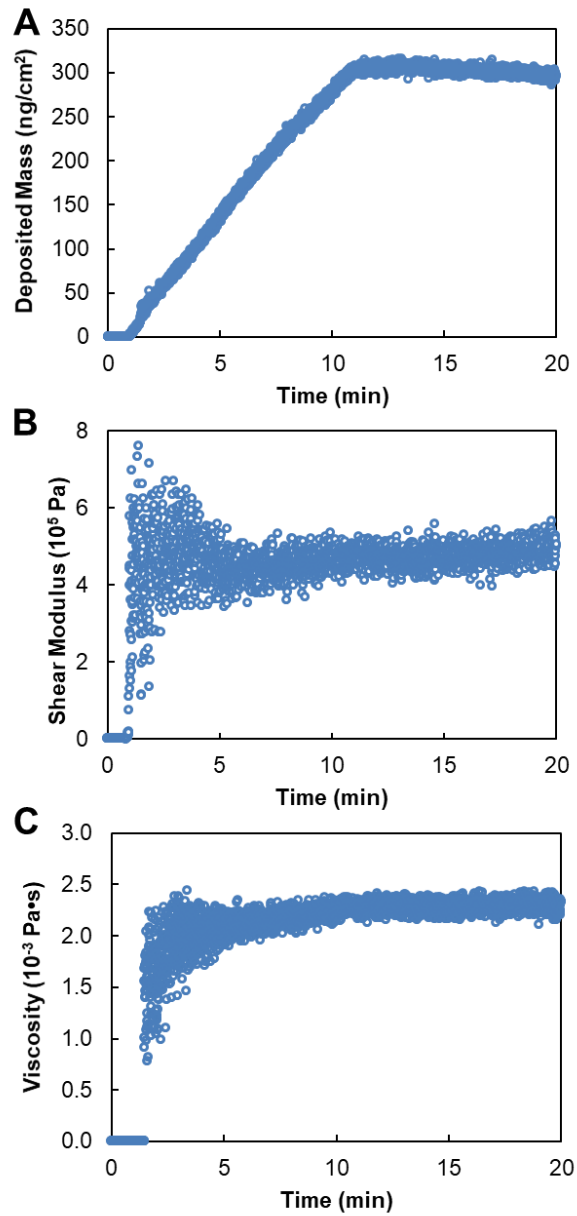 A
Deposited Mass (ng/cm²)
350
300
250
200
150
100
50
0
0 5 10 15 20
Time (min)
B
Shear Modulus (10⁵ Pa)
8
6
4
2
0
0 5 10 15 20
Time (min)
C
Viscosity (10⁻³ Pa•s)
3.0
2.5
2.0
1.5
1.0
0.5
0.0
0 5 10 15 20
Time (min)